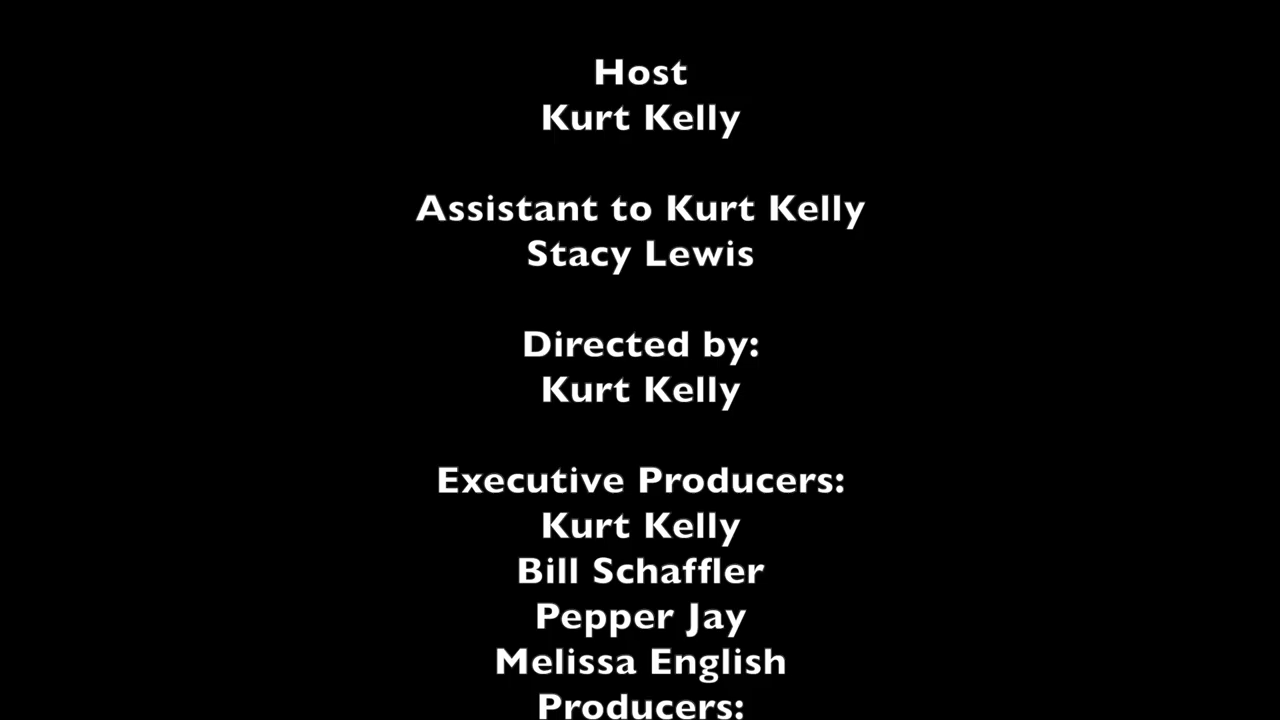 Host
Kurt Kelly
Assistant to Kurt Kelly
Stacy Lewis
Directed by:
Kurt Kelly
Executive Producers:
Kurt Kelly
Bill Schaffler
Pepper Jay
Melissa English
Producers: